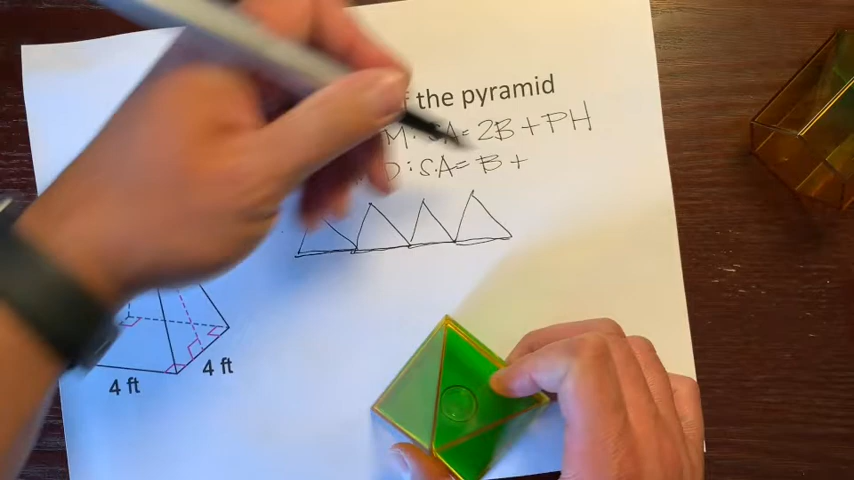 the pyramid
SA = 2B + PH
: SA = B +
4 ft
4 ft